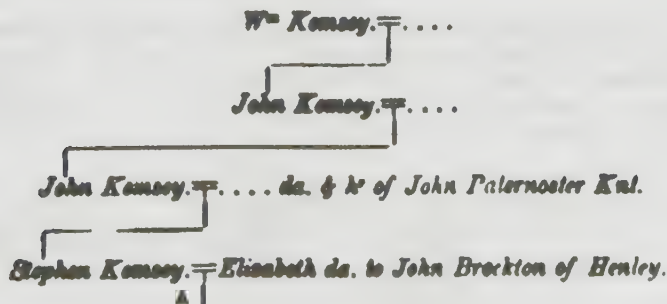 Wm Kemsey.=....
John Kemsey.=....
John Kemsey.=.... da. & hr of John Paternoster Knt.
Stephen Kemsey.=Elizabeth da. to John Brockton of Henley.
A